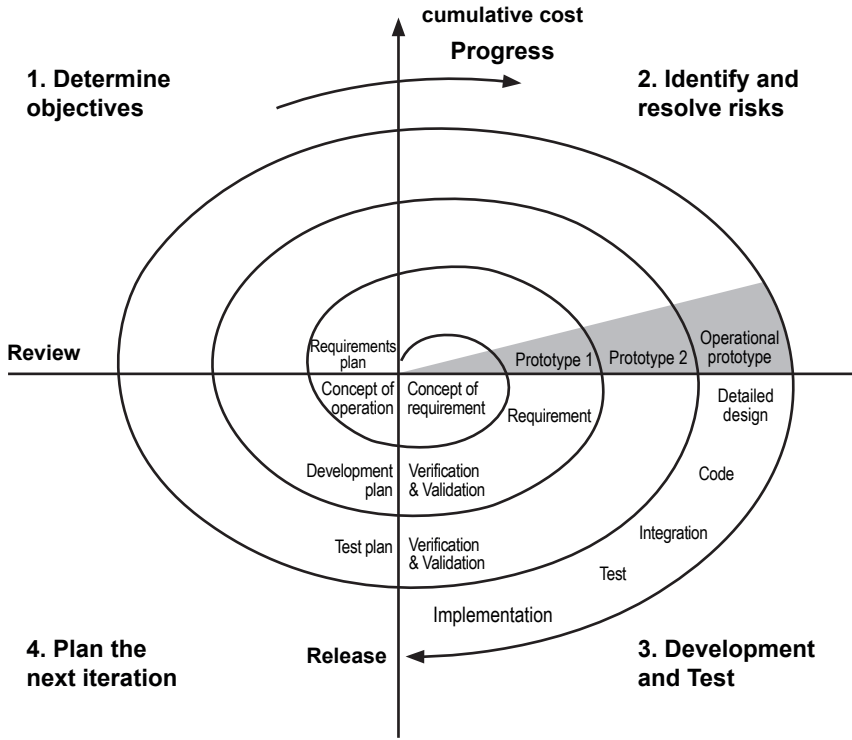 cumulative cost
Progress
1. Determine
objectives
2. Identify and
resolve risks
Review
Requirements
plan
Prototype 1
Prototype 2
Operational
prototype
Concept of
operation
Concept of
requirement
Requirement
Detailed
design
Development
plan
Verification
& Validation
Code
Test plan
Verification
& Validation
Integration
Test
Implementation
4. Plan the
next iteration
Release
3. Development
and Test